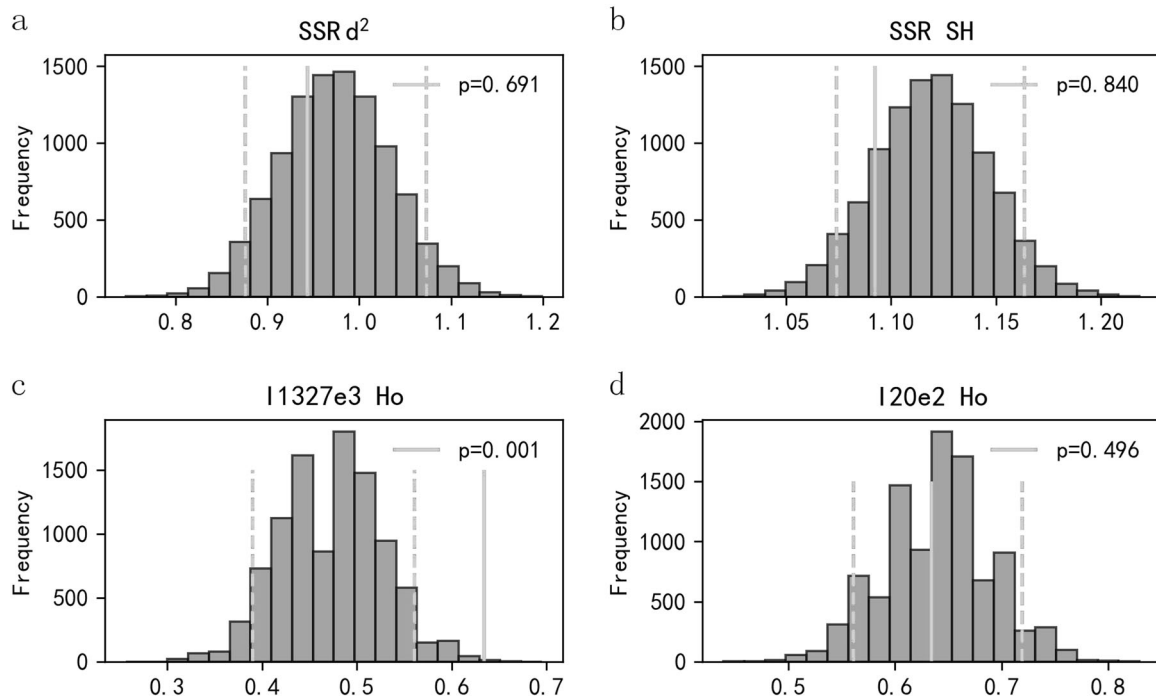 a
SSR d²
Frequency
1500
1000
500
0
p=0.691
0.8 0.9 1.0 1.1 1.2
b
SSR SH
Frequency
1500
1000
500
0
p=0.840
1.05 1.10 1.15 1.20
c
I1327e3 Ho
Frequency
1500
1000
500
0
p=0.001
0.3 0.4 0.5 0.6 0.7
d
I20e2 Ho
Frequency
2000
1500
1000
500
0
p=0.496
0.5 0.6 0.7 0.8